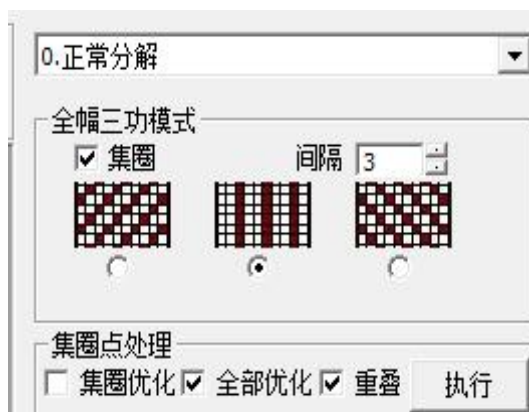 0.正常分解
全幅三功模式
集圈 间隔 3
集圈点处理
集圈优化 全部优化 重叠 执行